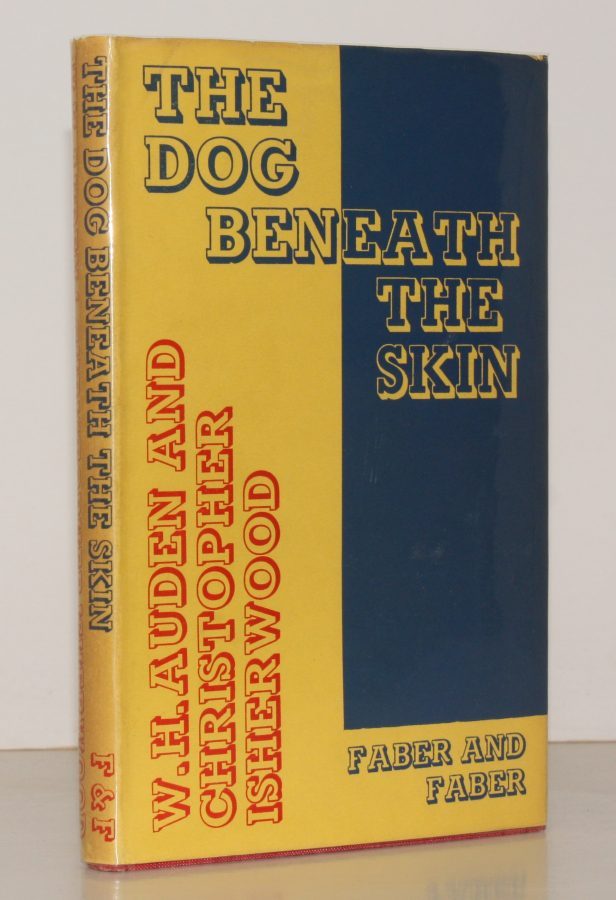 THE
DOG
BENEATH
THE
SKIN
W.H.AUDEN AND
CHRISTOPHER
ISHERWOOD
FABER AND
FABER
THE DOG BENEATH THE SKIN
F & F